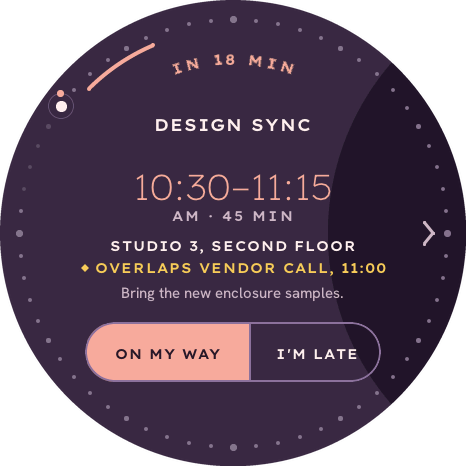 IN 18 MIN
DESIGN SYNC
10:30–11:15
AM · 45 MIN
STUDIO 3, SECOND FLOOR
OVERLAPS VENDOR CALL, 11:00
Bring the new enclosure samples.
ON MY WAY
I'M LATE